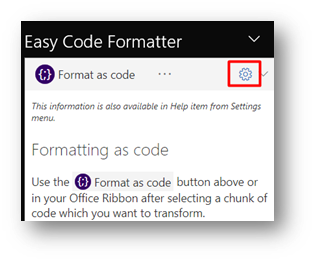 Easy Code Formatter
{;} Format as code ...
This information is also available in Help item from Settings
menu.
Formatting as code
Use the {;} Format as code button above or
in your Office Ribbon after selecting a chunk of
code which you want to transform.